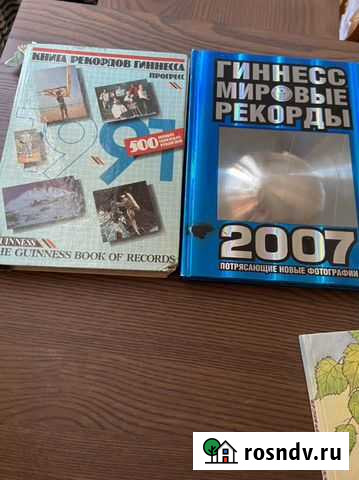 КНИГА РЕКОРДОВ ГИННЕССА
ПРОГРЕСС
1991
500
GUINNESS
THE GUINNESS BOOK OF RECORDS
ГИННЕСС
МИРОВЫЕ
РЕКОРДЫ
2007
ПОТРЯСАЮЩИЕ НОВЫЕ ФОТОГРАФИИ
rosndv.ru